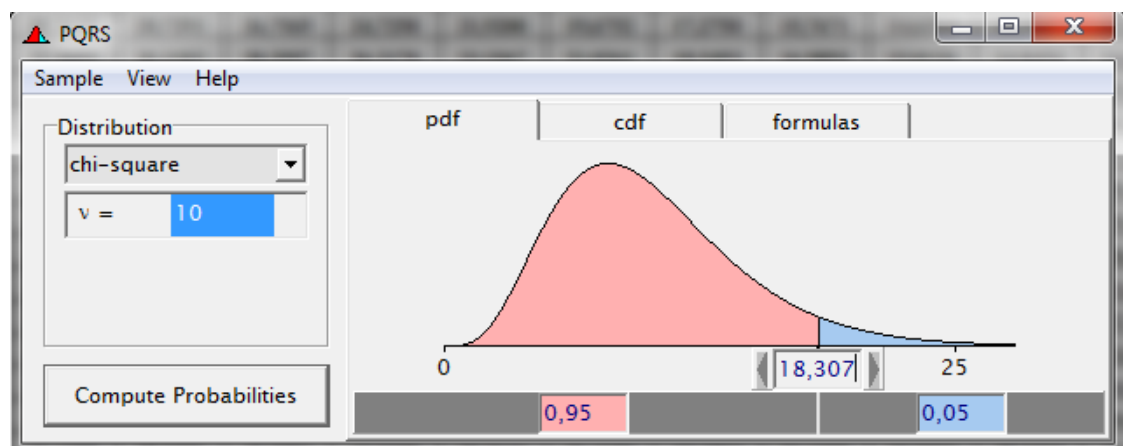 PQRS
Sample View Help
Distribution
chi-square
ν = 10
Compute Probabilities
pdf cdf formulas
0 18,307 25
0,95 0,05